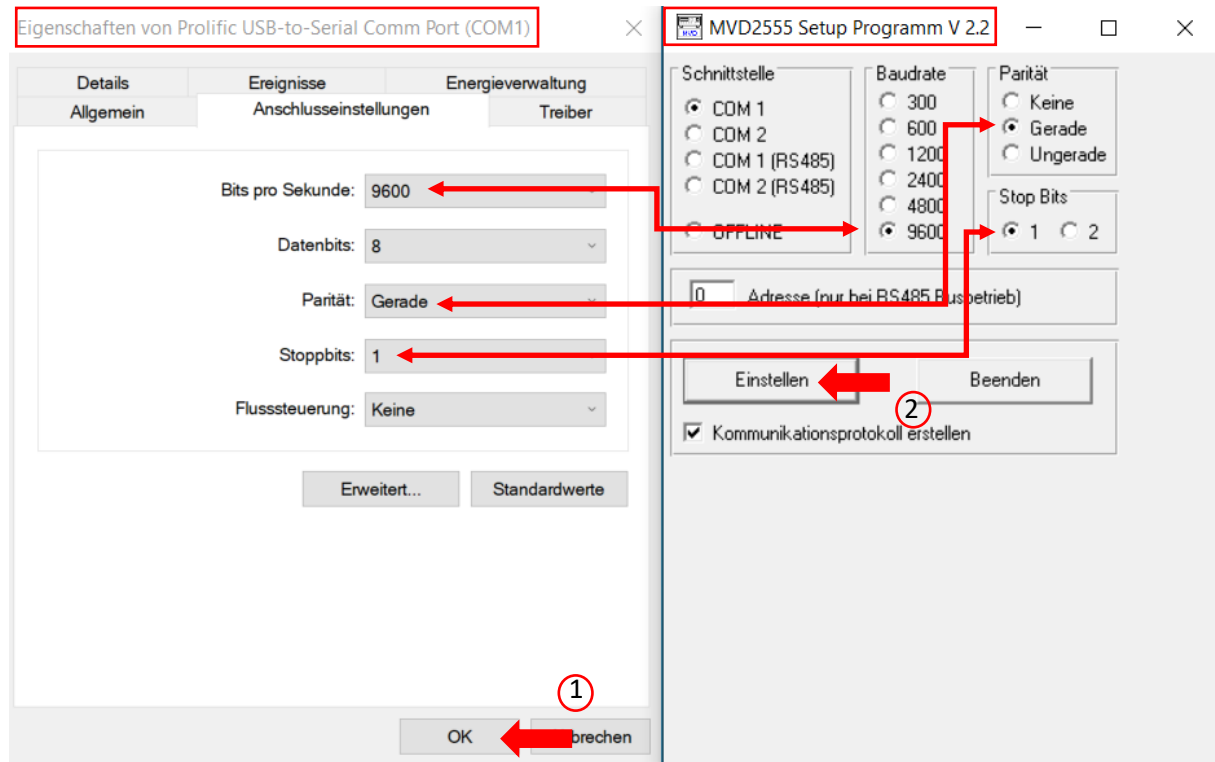 Eigenschaften von Prolific USB-to-Serial Comm Port (COM1)
Details Ereignisse Energieverwaltung
Allgemein Anschlusseinstellungen Treiber
Bits pro Sekunde: 9600
Datenbits: 8
Parität: Gerade
Stoppbits: 1
Flusssteuerung: Keine
Erweitert... Standardwerte
1
OK brechen
MVD2555 Setup Programm V 2.2
Schnittstelle
COM 1
COM 2
COM 1 (RS485)
COM 2 (RS485)
OFFLINE
Baudrate
300
600
1200
2400
4800
9600
Parität
Keine
Gerade
Ungerade
Stop Bits
1 2
0 Adresse (nur bei RS485 Busbetrieb)
Einstellen Beenden
2
Kommunikationsprotokoll erstellen